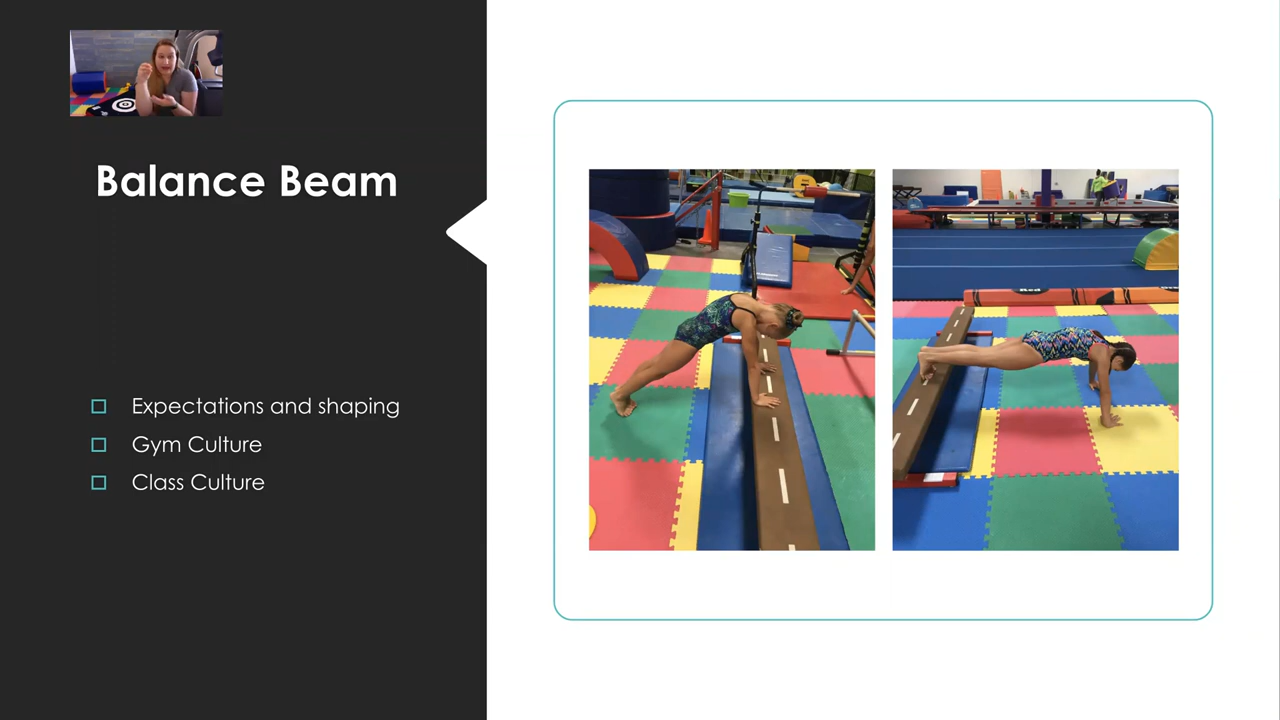 Balance Beam
Expectations and shaping
Gym Culture
Class Culture